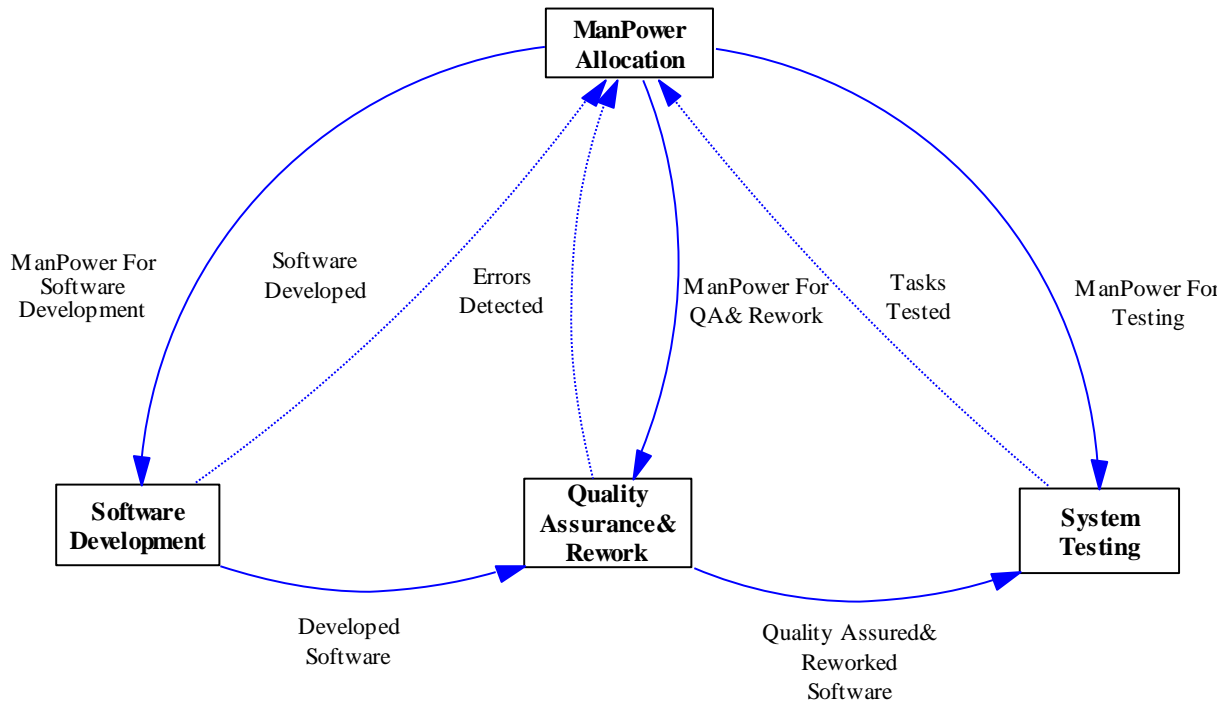 ManPower
Allocation
ManPower For
Software
Development
Software
Developed
Errors
Detected
ManPower For
QA& Rework
Tasks
Tested
ManPower For
Testing
Software
Development
Quality
Assurance&
Rework
System
Testing
Developed
Software
Quality Assured&
Reworked
Software